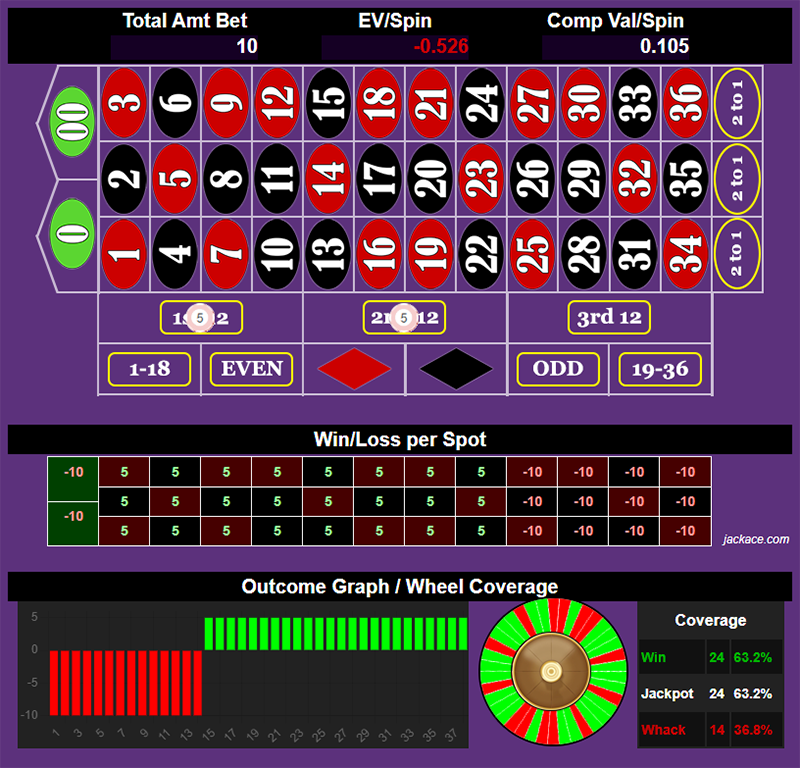 Total Amt Bet EV/Spin Comp Val/Spin
10 -0.526 0.105
00 3 6 9 12 15 18 21 24 27 30 33 36 2 to 1
2 5 8 11 14 17 20 23 26 29 32 35 2 to 1
0 1 4 7 10 13 16 19 22 25 28 31 34 2 to 1
5 5 3rd 12
1-18 EVEN ODD 19-36
Win/Loss per Spot
-10 5 5 5 5 5 5 5 5 -10 -10 -10 -10
5 5 5 5 5 5 5 5 -10 -10 -10 -10
-10 5 5 5 5 5 5 5 5 -10 -10 -10 -10
jackace.com
Outcome Graph / Wheel Coverage
5
0
-5
-10
1 3 5 7 9 11 13 15 17 19 21 23 25 27 29 31 33 35 37
Coverage
Win 24 63.2%
Jackpot 24 63.2%
Whack 14 36.8%